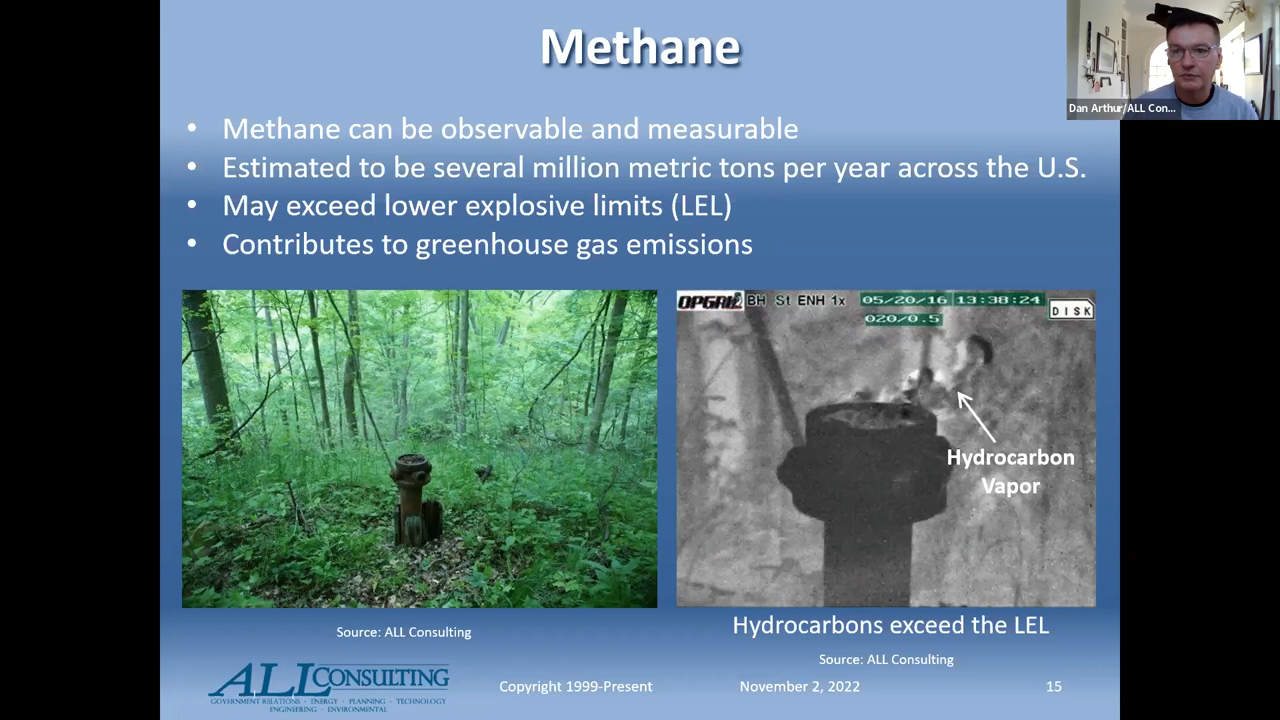 Methane
Dan Arthur/ALL Con...
• Methane can be observable and measurable
• Estimated to be several million metric tons per year across the U.S.
• May exceed lower explosive limits (LEL)
• Contributes to greenhouse gas emissions
OPGAL BH St ENH 1x 05/20/16 13:38:24
020/0.5
DISK
Hydrocarbon
Vapor
Hydrocarbons exceed the LEL
Source: ALL Consulting
Source: ALL Consulting
ALL CONSULTING
GOVERNMENT RELATIONS · ENERGY · PLANNING · TECHNOLOGY
ENGINEERING · ENVIRONMENTAL
Copyright 1999-Present
November 2, 2022
15